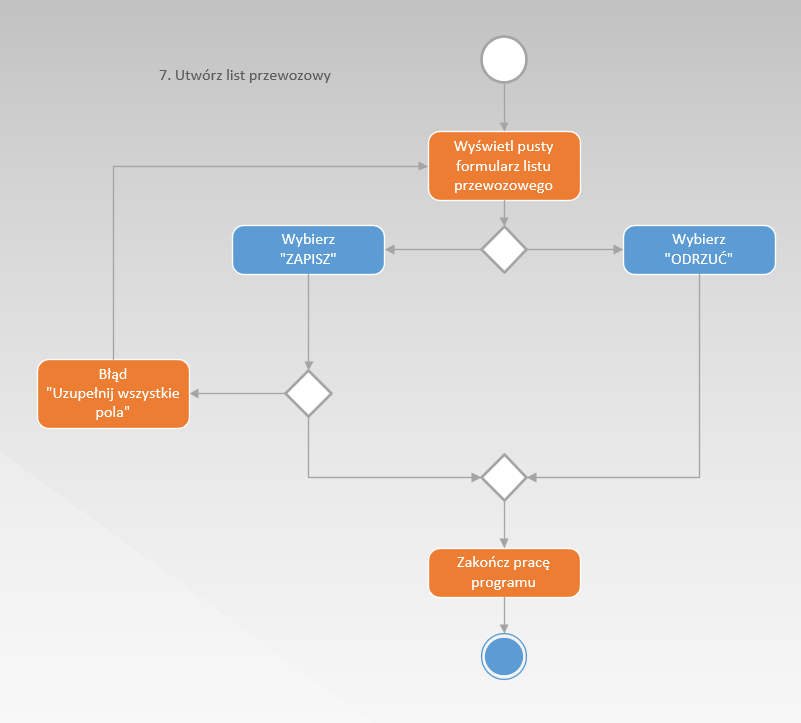 7. Utwórz list przewozowy
Wyświetl pusty
formularz listu
przewozowego
Wybierz
"ZAPISZ"
Wybierz
"ODRZUĆ"
Błąd
"Uzupełnij wszystkie
pola"
Zakończ pracę
programu